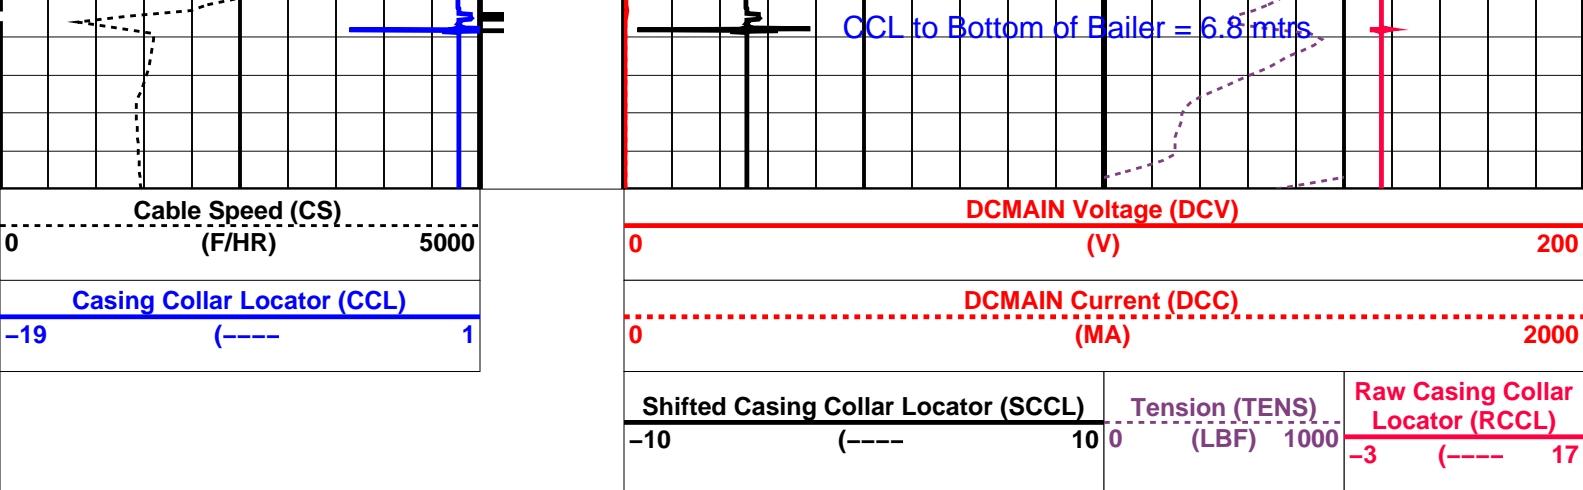 CCL to Bottom of Bailer = 6.8 mtrs
Cable Speed (CS)
0 (F/HR) 5000
Casing Collar Locator (CCL)
−19 (−−−− 1
DCMAIN Voltage (DCV)
0 (V) 200
DCMAIN Current (DCC)
0 (MA) 2000
Shifted Casing Collar Locator (SCCL)
−10 (−−−− 10
Tension (TENS)
0 (LBF) 1000
Raw Casing Collar
Locator (RCCL)
−3 (−−−− 17